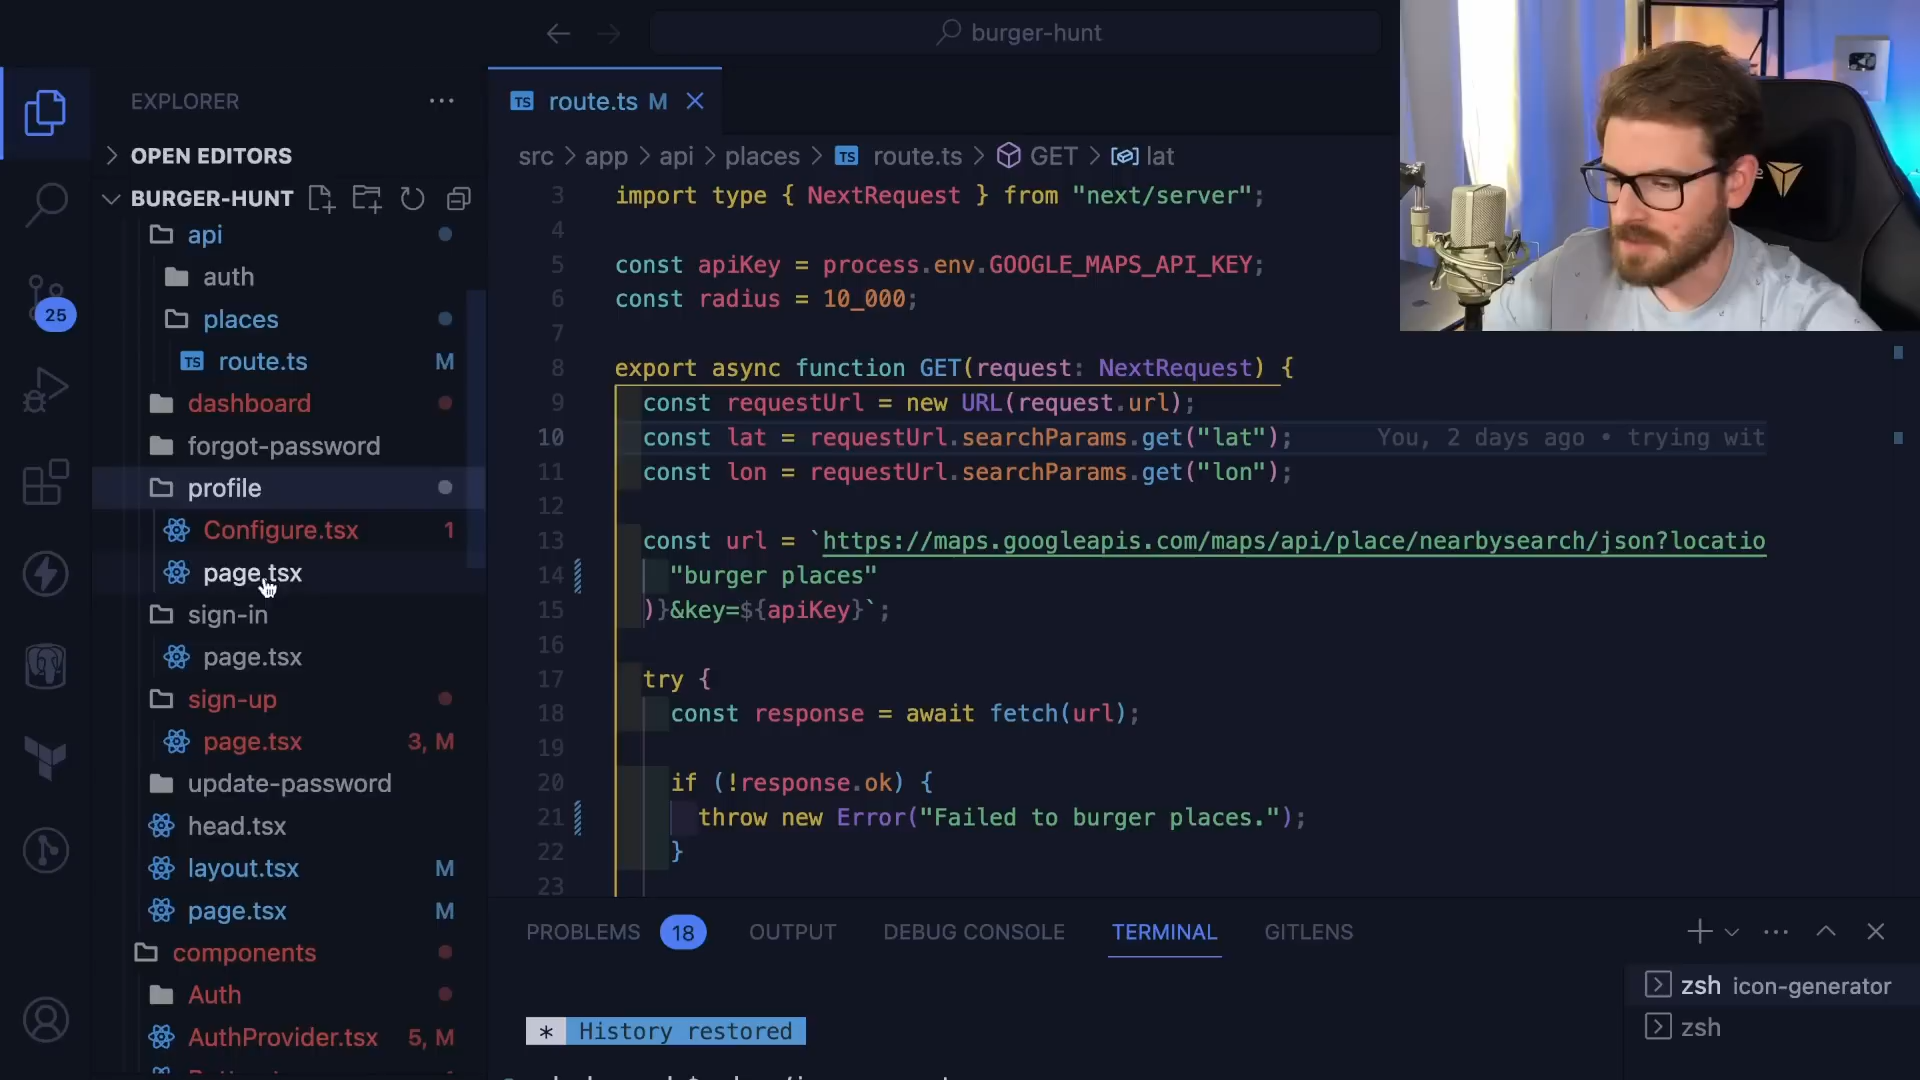 burger-hunt
EXPLORER
OPEN EDITORS
BURGER-HUNT
api
auth
places
TS route.ts M
dashboard
forgot-password
profile
Configure.tsx 1
page.tsx
sign-in
page.tsx
sign-up
page.tsx 3, M
update-password
head.tsx
layout.tsx M
page.tsx M
components
Auth
AuthProvider.tsx 5, M
25
TS route.ts M
src > app > api > places > TS route.ts > GET > lat
3 import type { NextRequest } from "next/server";
4
5 const apiKey = process.env.GOOGLE_MAPS_API_KEY;
6 const radius = 10_000;
7
8 export async function GET(request: NextRequest) {
9 const requestUrl = new URL(request.url);
10 const lat = requestUrl.searchParams.get("lat"); You, 2 days ago • trying wit
11 const lon = requestUrl.searchParams.get("lon");
12
13 const url = `https://maps.googleapis.com/maps/api/place/nearbysearch/json?locatio
14 "burger places"
15 )}&key=${apiKey}`;
16
17 try {
18 const response = await fetch(url);
19
20 if (!response.ok) {
21 throw new Error("Failed to burger places.");
22 }
23
PROBLEMS 18 OUTPUT DEBUG CONSOLE TERMINAL GITLENS
* History restored
zsh icon-generator
zsh